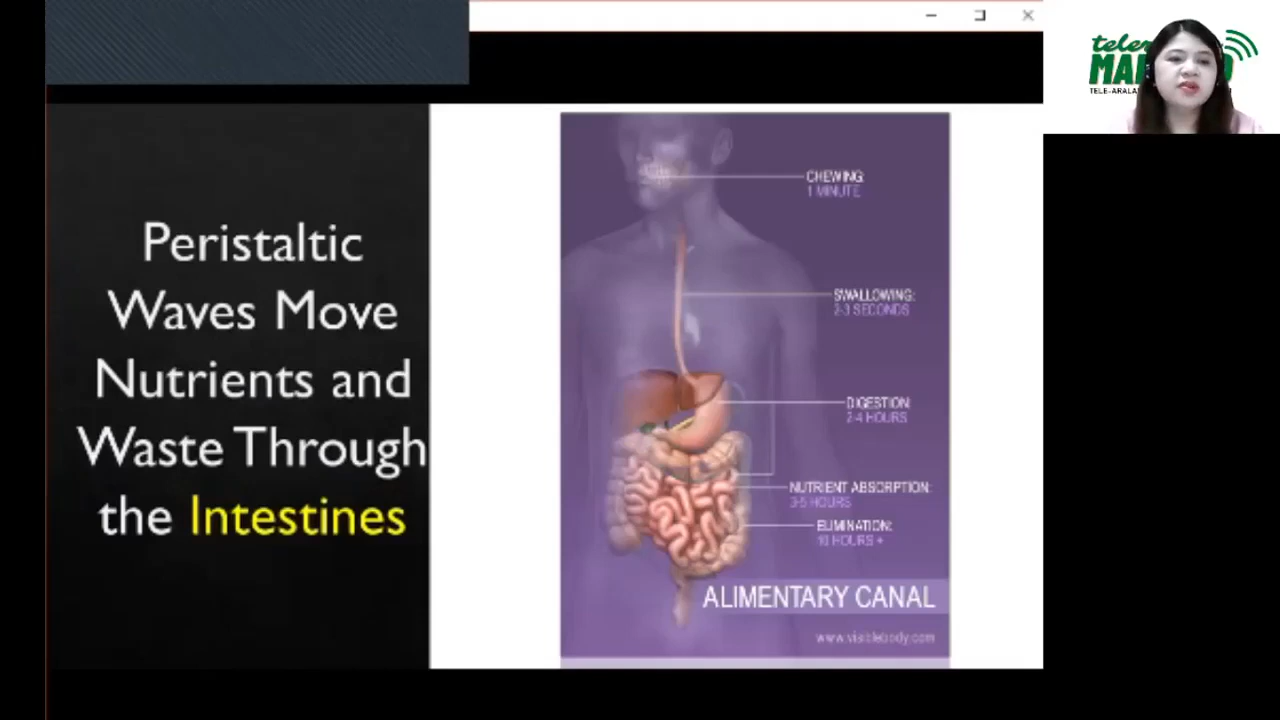 Peristaltic
Waves Move
Nutrients and
Waste Through
the Intestines
CHEWING:
1 MINUTE
SWALLOWING:
2-3 SECONDS
DIGESTION:
2-4 HOURS
NUTRIENT ABSORPTION:
3-5 HOURS
ELIMINATION:
10 HOURS +
ALIMENTARY CANAL
www.visiblebody.com